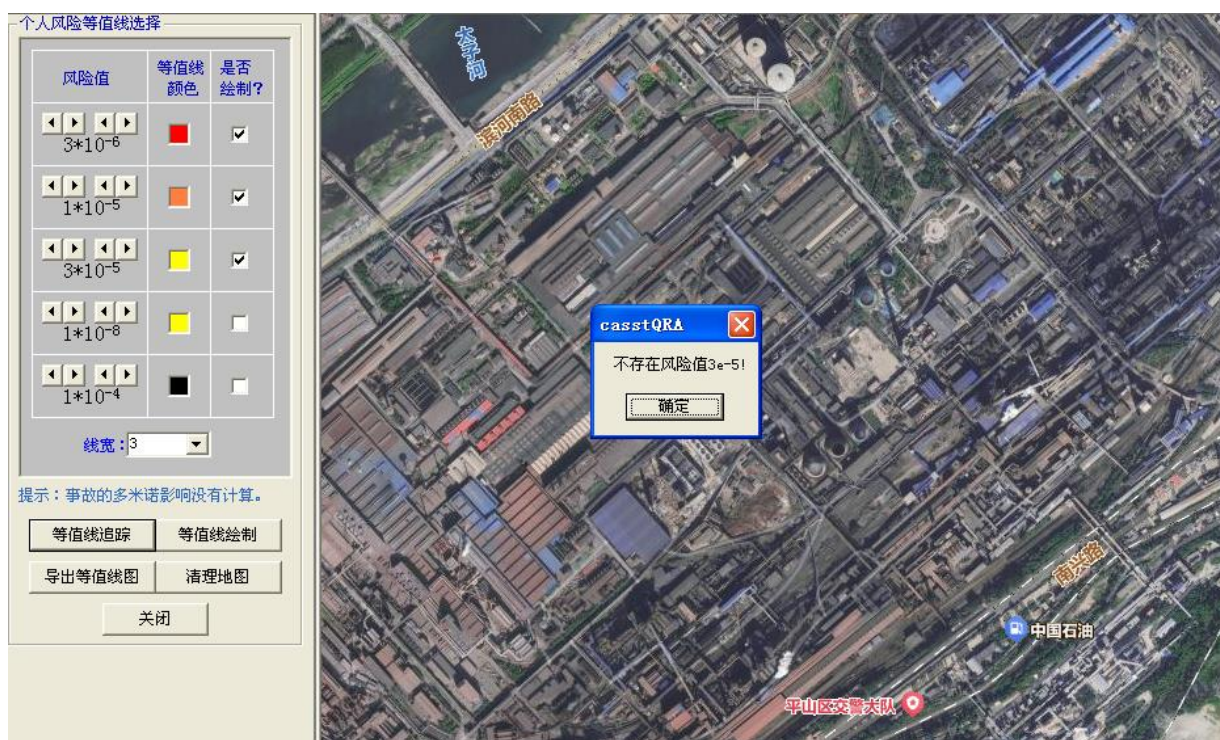 个人风险等值线选择
风险值
等值线
颜色
是否
绘制?
3*10-6
1*10-5
3*10-5
1*10-8
1*10-4
线宽:3
提示:事故的多米诺影响没有计算。
等值线追踪
等值线绘制
导出等值线图
清理地图
关闭
太子河
滨河南路
casstQRA
不存在风险值3e-5!
确定
南兴路
中国石油
平山区交警大队